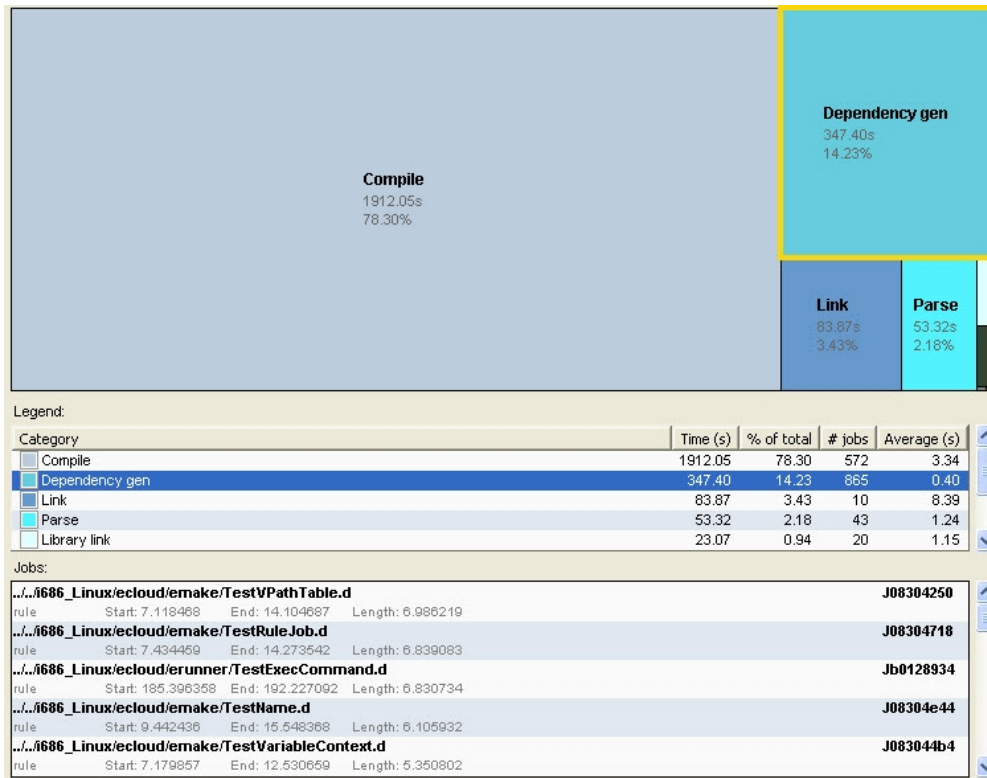 Dependency gen
347.40s
14.23%
Compile
1912.05s
78.30%
Link
83.87s
3.43%
Parse
53.32s
2.18%
Legend:
Category Time (s) % of total # jobs Average (s)
Compile 1912.05 78.30 572 3.34
Dependency gen 347.40 14.23 865 0.40
Link 83.87 3.43 10 8.39
Parse 53.32 2.18 43 1.24
Library link 23.07 0.94 20 1.15
Jobs:
../../i686_Linux/ecloud/emake/TestVPathTable.d J08304250
rule Start: 7.118468 End: 14.104687 Length: 6.986219
../../i686_Linux/ecloud/emake/TestRuleJob.d J08304718
rule Start: 7.434459 End: 14.273542 Length: 6.839083
../../i686_Linux/ecloud/erunner/TestExecCommand.d Jb0128934
rule Start: 185.396358 End: 192.227092 Length: 6.830734
../../i686_Linux/ecloud/emake/TestName.d J08304e44
rule Start: 9.442436 End: 15.548368 Length: 6.105932
../../i686_Linux/ecloud/emake/TestVariableContext.d J083044b4
rule Start: 7.179857 End: 12.530659 Length: 5.350802